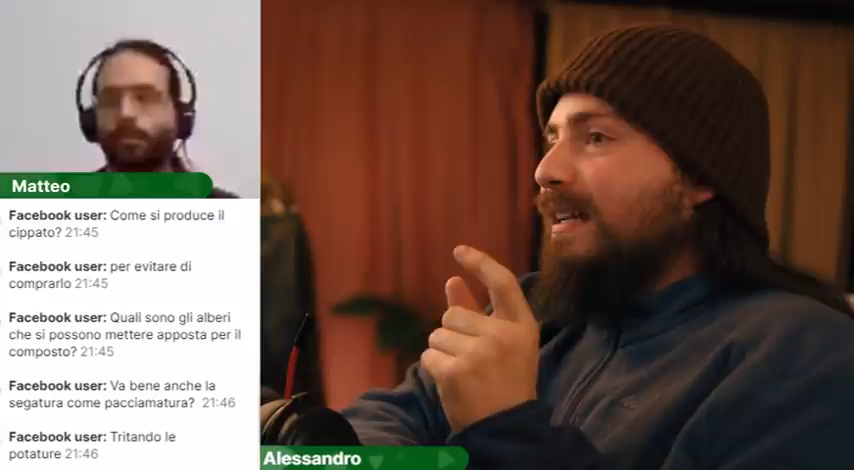 Matteo
Facebook user: Come si produce il
cippato? 21:45
Facebook user: per evitare di
comprarlo 21:45
Facebook user: Quali sono gli alberi
che si possono mettere apposta per il
composto? 21:45
Facebook user: Va bene anche la
segatura come pacciamatura? 21:46
Facebook user: Tritando le
potature 21:46
Alessandro